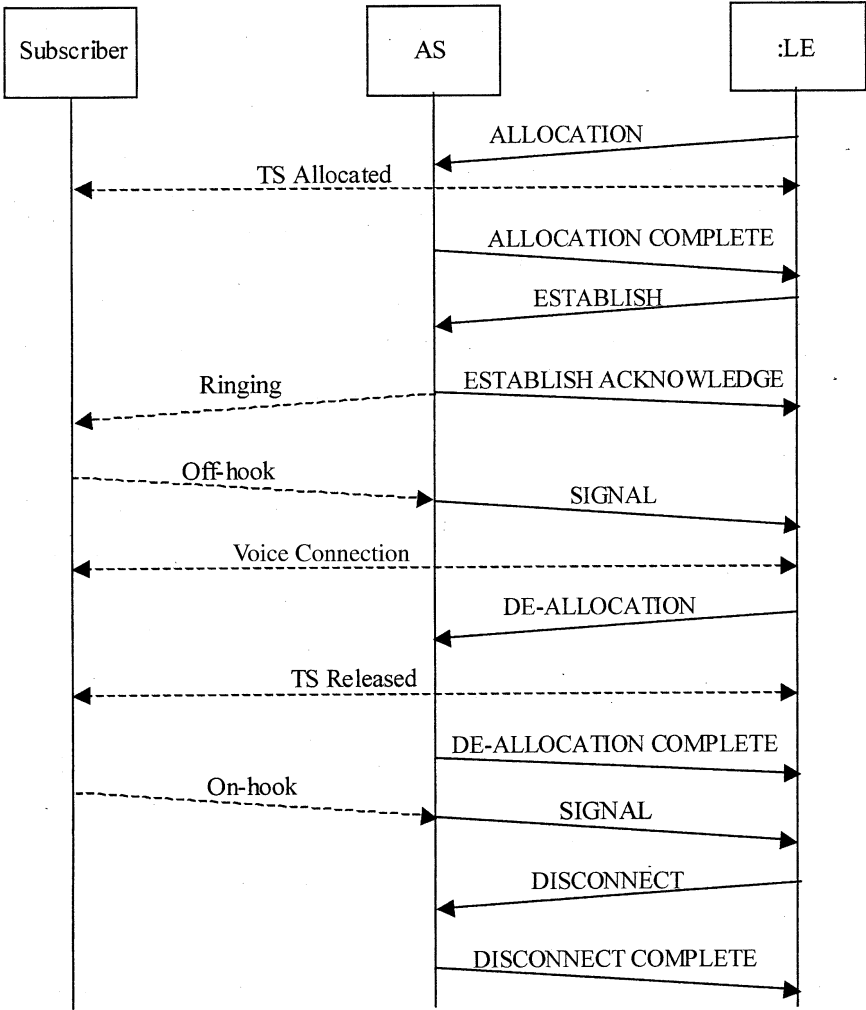 Subscriber
AS
:LE
ALLOCATION
TS Allocated
ALLOCATION COMPLETE
ESTABLISH
Ringing
ESTABLISH ACKNOWLEDGE
Off-hook
SIGNAL
Voice Connection
DE-ALLOCATION
TS Released
DE-ALLOCATION COMPLETE
On-hook
SIGNAL
DISCONNECT
DISCONNECT COMPLETE